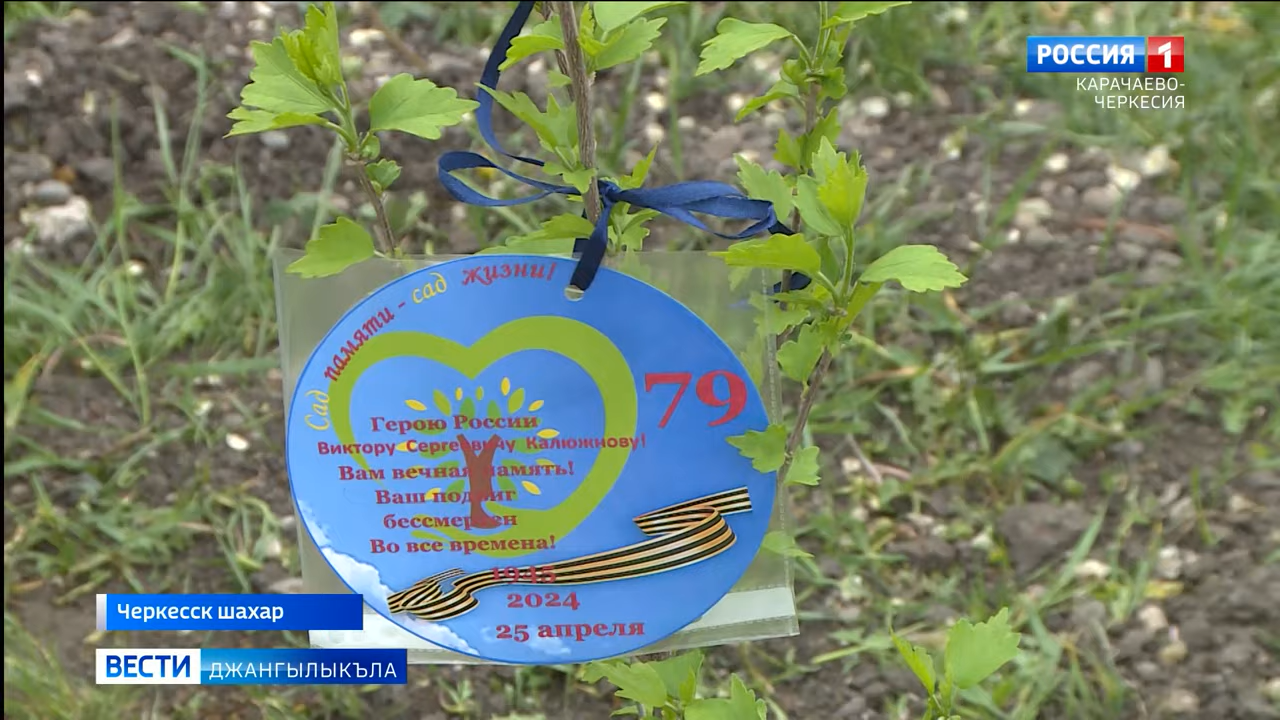 РОССИЯ 1
КАРАЧАЕВО-
ЧЕРКЕСИЯ
Сад памяти - сад жизни!
79
Герою России
Виктору Сергеевичу Калюжнову!
Вам вечная память!
Ваш подвиг
бессмертен
Во все времена!
1945
2024
25 апреля
Черкесск шахар
ВЕСТИ ДЖАНГЫЛЫКЪЛА